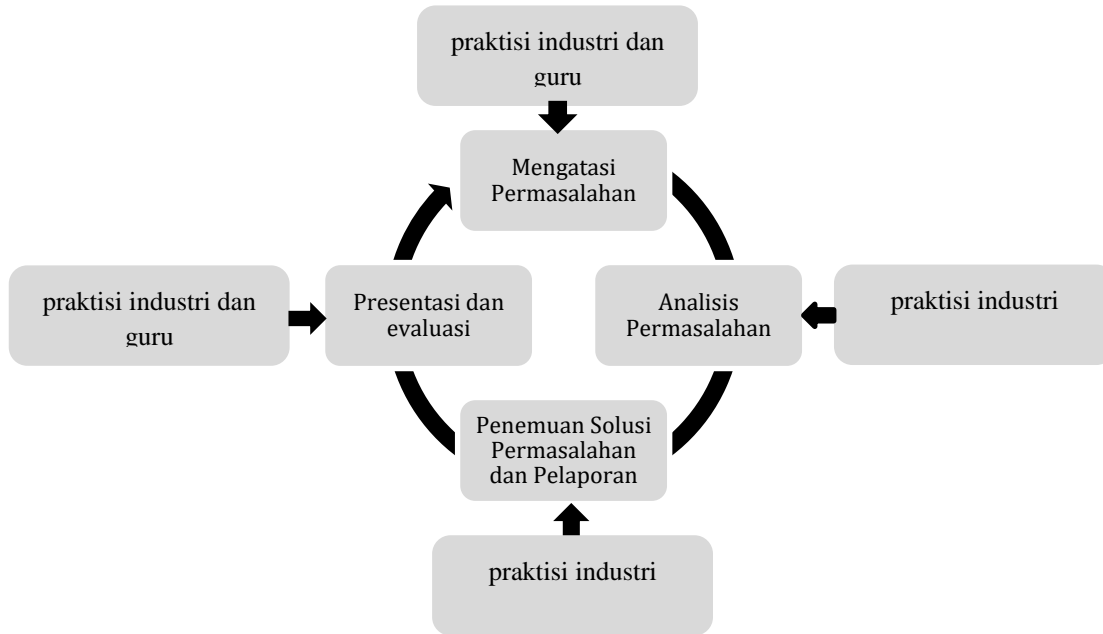 praktisi industri dan
guru
Mengatasi
Permasalahan
praktisi industri dan
guru
Presentasi dan
evaluasi
Analisis
Permasalahan
praktisi industri
Penemuan Solusi
Permasalahan
dan Pelaporan
praktisi industri